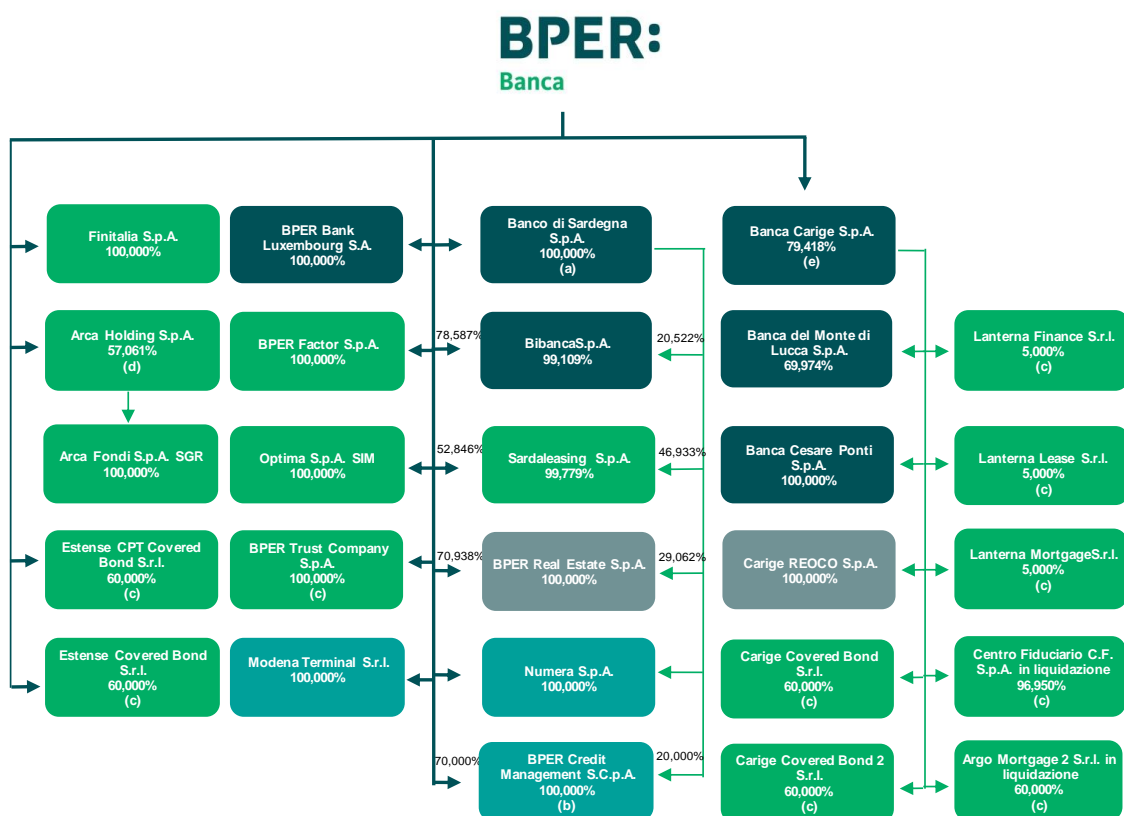 BPER:
Banca
Finitalia S.p.A.
100,000%
BPER Bank
Luxembourg S.A.
100,000%
Banco di Sardegna
S.p.A.
100,000%
(a)
Banca Carige S.p.A.
79,418%
(e)
Arca Holding S.p.A.
57,061%
(d)
BPER Factor S.p.A.
100,000%
78,587%
BibancaS.p.A.
99,109%
20,522%
Banca del Monte di
Lucca S.p.A.
69,974%
Lanterna Finance S.r.l.
5,000%
(c)
Arca Fondi S.p.A. SGR
100,000%
Optima S.p.A. SIM
100,000%
52,846%
Sardaleasing S.p.A.
99,779%
46,933%
Banca Cesare Ponti
S.p.A.
100,000%
Lanterna Lease S.r.l.
5,000%
(c)
Estense CPT Covered
Bond S.r.l.
60,000%
(c)
BPER Trust Company
S.p.A.
100,000%
(c)
70,938%
BPER Real Estate S.p.A.
100,000%
29,062%
Carige REOCO S.p.A.
100,000%
Lanterna MortgageS.r.l.
5,000%
(c)
Estense Covered Bond
S.r.l.
60,000%
(c)
Modena Terminal S.r.l.
100,000%
Numera S.p.A.
100,000%
Carige Covered Bond
S.r.l.
60,000%
(c)
Centro Fiduciario C.F.
S.p.A. in liquidazione
96,950%
(c)
70,000%
BPER Credit
Management S.C.p.A.
100,000%
(b)
20,000%
Carige Covered Bond 2
S.r.l.
60,000%
(c)
Argo Mortgage 2 S.r.l. in
liquidazione
60,000%
(c)